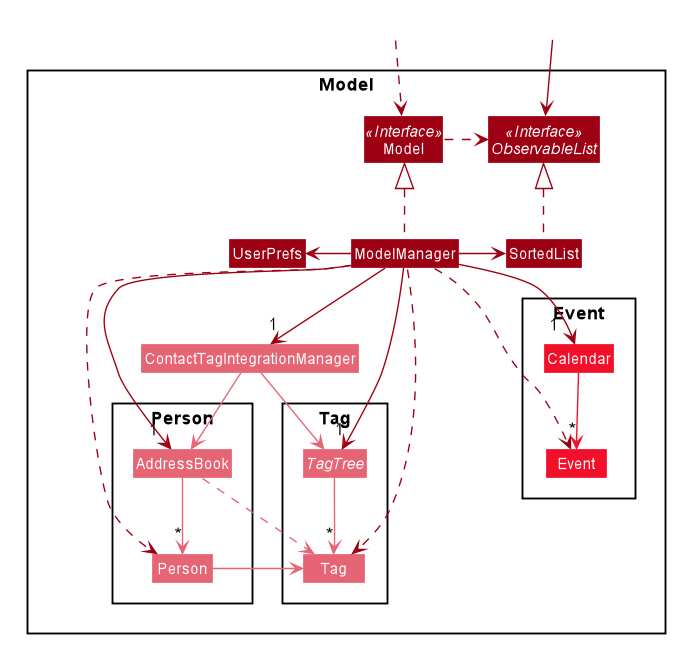 Model
«Interface»
Model
«Interface»
ObservableList
UserPrefs
ModelManager
SortedList
Event
1
1
ContactTagIntegrationManager
Calendar
Person
Tag
1
1
*
AddressBook
TagTree
Event
*
*
Person
Tag